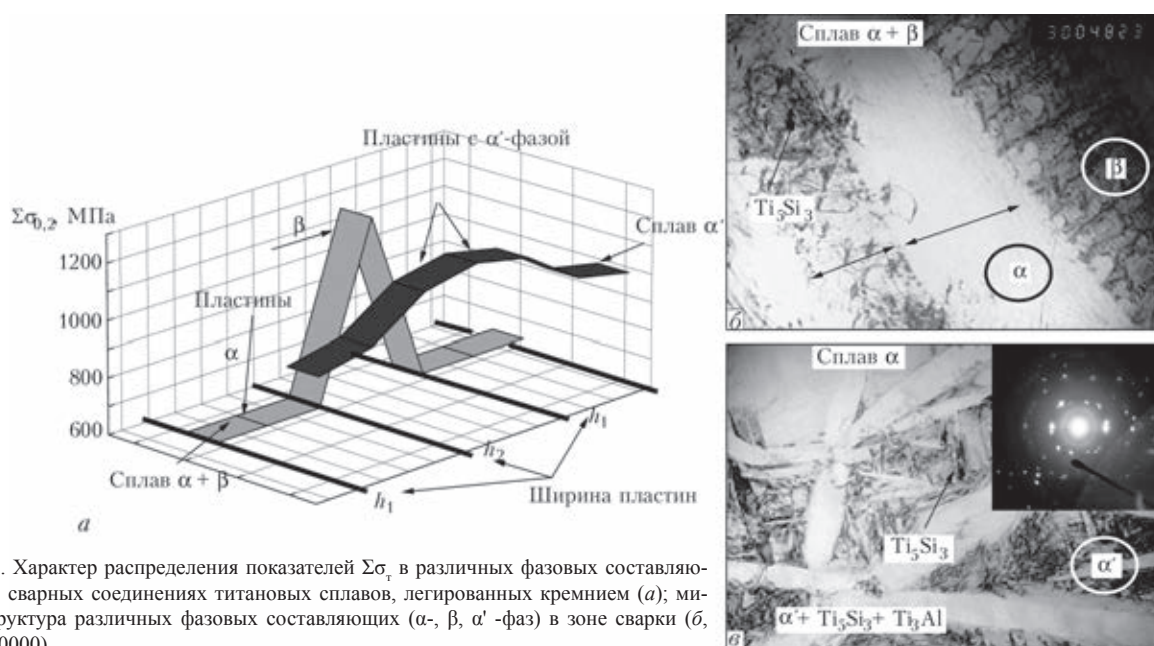 Пластины с α'-фазой
Σσ0,2, МПа
β
Сплав α'
1200
Пластины
1000
α
800
600
h1
h2
h1
Сплав α + β
Ширина пластин
а
Сплав α + β
3004823
β
Ti5Si3
α
б
Сплав α
Ti5Si3
α'
α'+ Ti5Si3+ Ti3Al
в
. Характер распределения показателей Σσт в различных фазовых составляю-
сварных соединениях титановых сплавов, легированных кремнием (а); ми-
руктура различных фазовых составляющих (α-, β, α' -фаз) в зоне сварки (б,